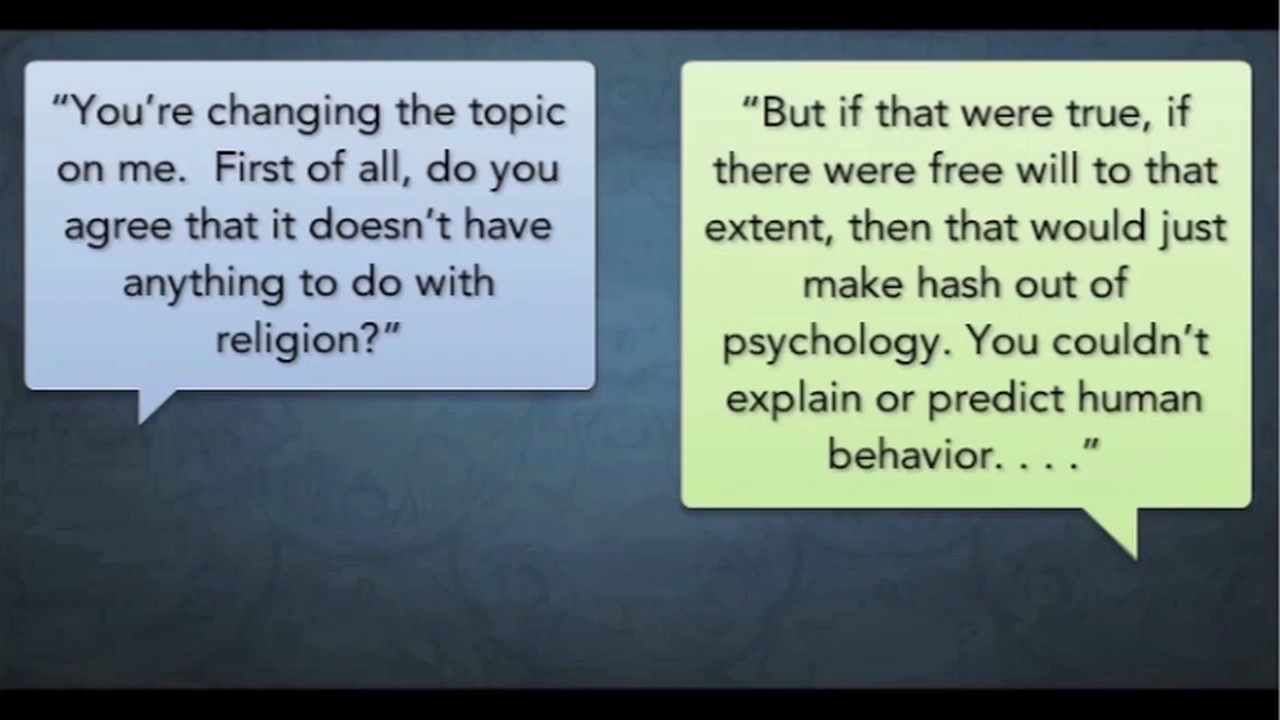 “You’re changing the topic
on me.  First of all, do you
agree that it doesn’t have
anything to do with
religion?”
“But if that were true, if
there were free will to that
extent, then that would just
make hash out of
psychology. You couldn’t
explain or predict human
behavior. . . .”